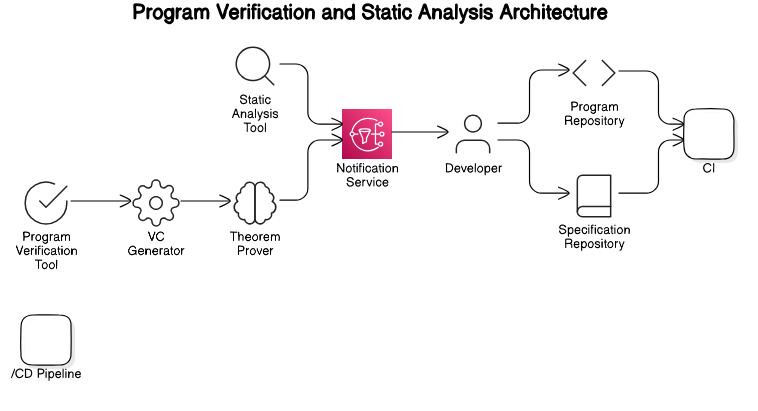 Program Verification and Static Analysis Architecture
Static
Analysis
Tool
Program
Repository
Notification
Service
Developer
CI
Program
Verification
Tool
VC
Generator
Theorem
Prover
Specification
Repository
/CD Pipeline